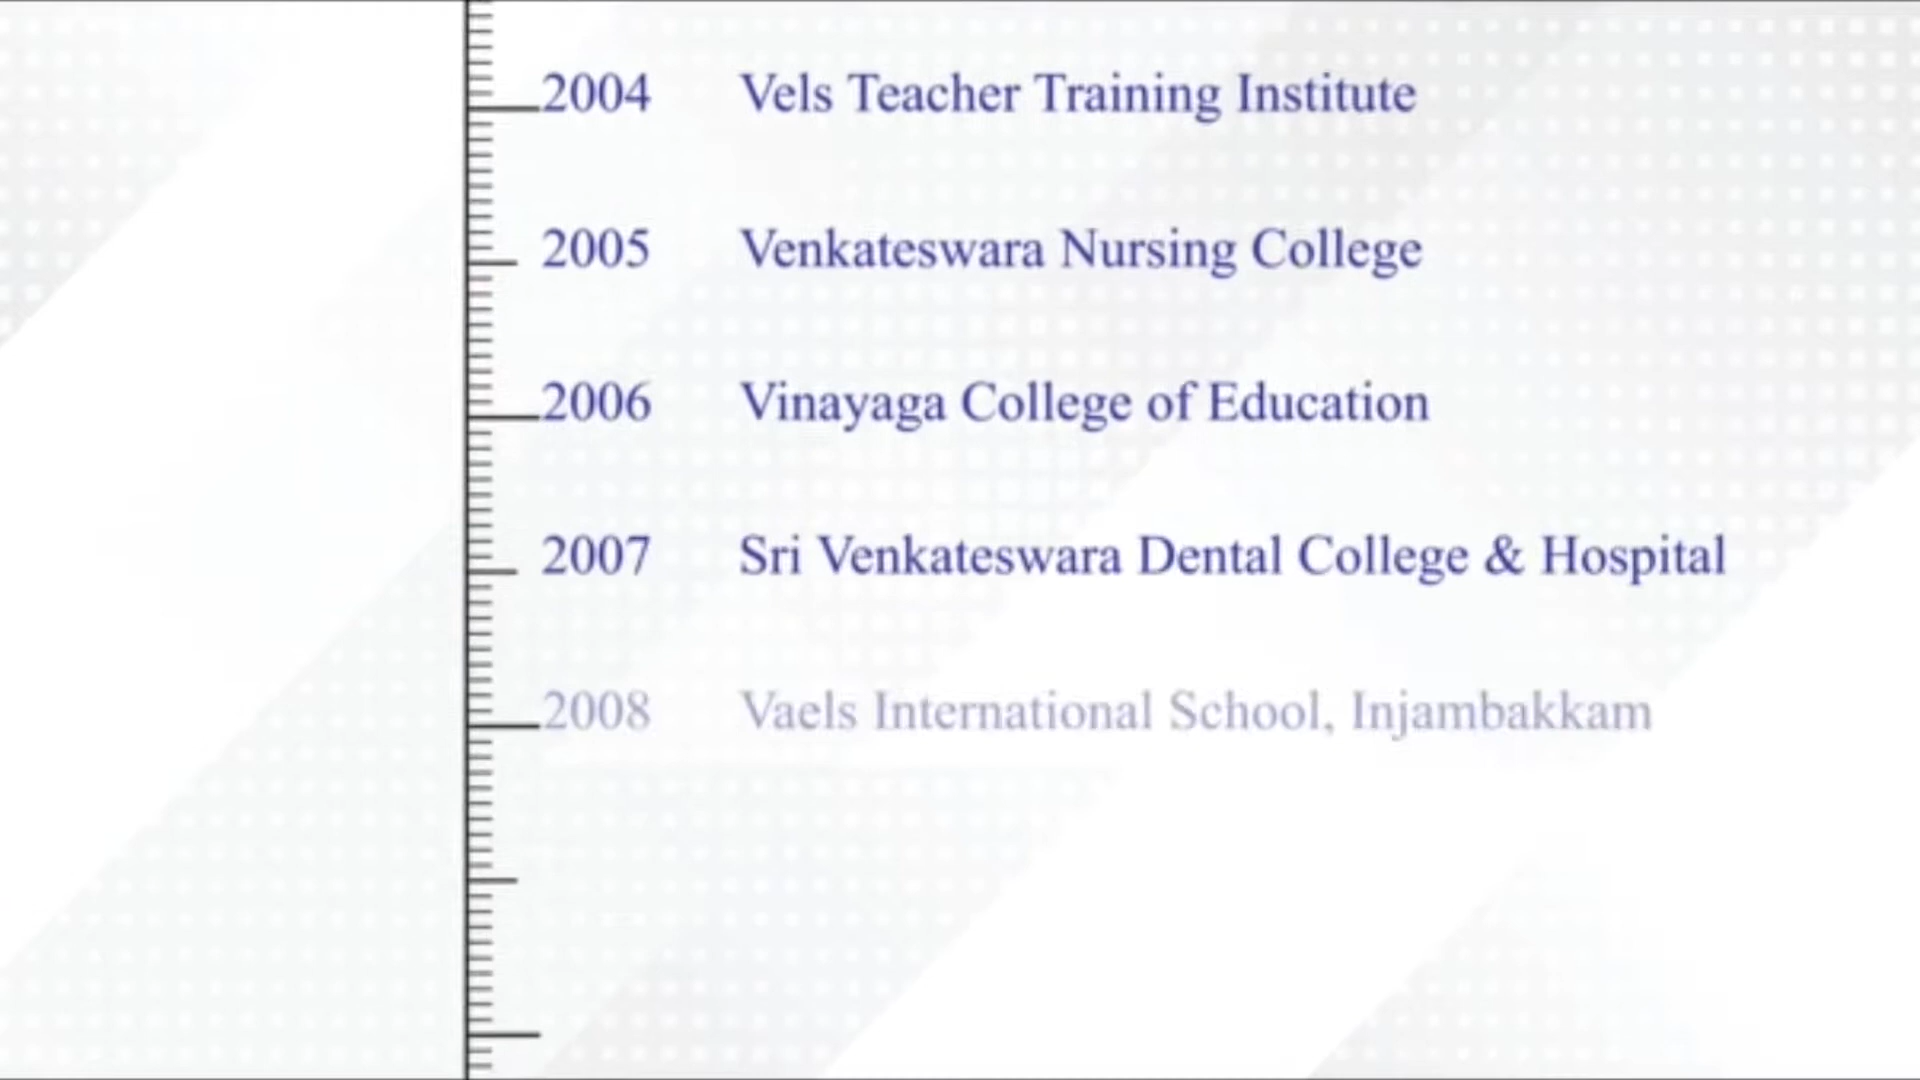 2004 Vels Teacher Training Institute
2005 Venkateswara Nursing College
2006 Vinayaga College of Education
2007 Sri Venkateswara Dental College & Hospital
2008 Vaels International School, Injambakkam